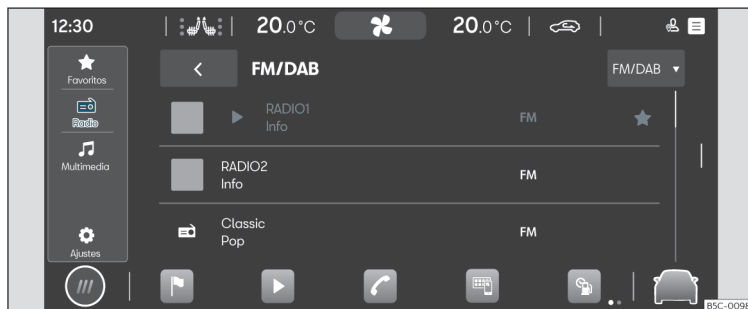 12:30
20.0°C
20.0°C
Favoritos
FM/DAB
FM/DAB
Radio
RADIO1
Info
FM
Multimedia
RADIO2
Info
FM
Classic
Pop
FM
Ajustes
B5C-0098